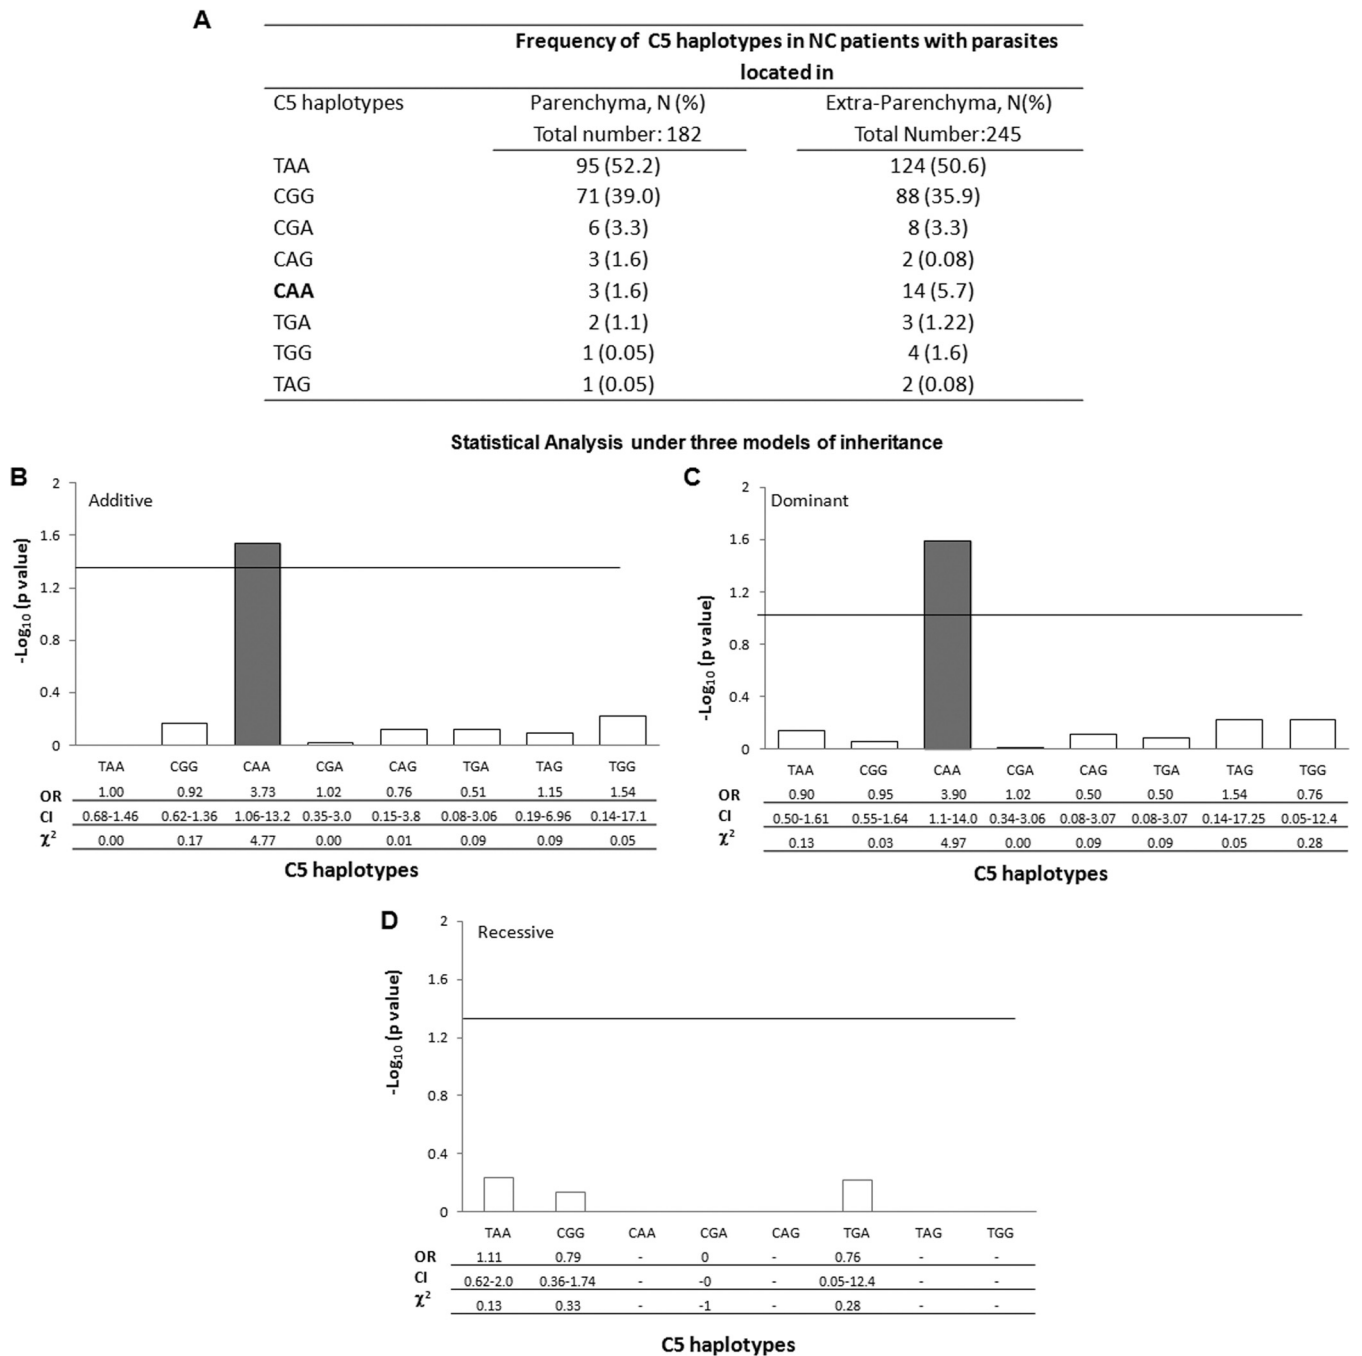 A
Frequency of C5 haplotypes in NC patients with parasites
located in
C5 haplotypes Parenchyma, N (%) Extra-Parenchyma, N(%)
Total number: 182 Total Number:245
TAA 95 (52.2) 124 (50.6)
CGG 71 (39.0) 88 (35.9)
CGA 6 (3.3) 8 (3.3)
CAG 3 (1.6) 2 (0.08)
CAA 3 (1.6) 14 (5.7)
TGA 2 (1.1) 3 (1.22)
TGG 1 (0.05) 4 (1.6)
TAG 1 (0.05) 2 (0.08)
Statistical Analysis under three models of inheritance
B
Additive
-Log10 (p value)
2
1.6
1.2
0.8
0.4
0
TAA CGG CAA CGA CAG TGA TAG TGG
OR 1.00 0.92 3.73 1.02 0.76 0.51 1.15 1.54
CI 0.68-1.46 0.62-1.36 1.06-13.2 0.35-3.0 0.15-3.8 0.08-3.06 0.19-6.96 0.14-17.1
χ2 0.00 0.17 4.77 0.00 0.01 0.09 0.09 0.05
C5 haplotypes
C
Dominant
-Log10 (p value)
2
1.6
1.2
0.8
0.4
0
TAA CGG CAA CGA CAG TGA TAG TGG
OR 0.90 0.95 3.90 1.02 0.50 0.50 1.54 0.76
CI 0.50-1.61 0.55-1.64 1.1-14.0 0.34-3.06 0.08-3.07 0.08-3.07 0.14-17.25 0.05-12.4
χ2 0.13 0.03 4.97 0.00 0.09 0.09 0.05 0.28
C5 haplotypes
D
Recessive
-Log10 (p value)
2
1.6
1.2
0.8
0.4
0
TAA CGG CAA CGA CAG TGA TAG TGG
OR 1.11 0.79 - 0 - 0.76 - -
CI 0.62-2.0 0.36-1.74 - -0 - 0.05-12.4 - -
χ2 0.13 0.33 - -1 - 0.28 - -
C5 haplotypes